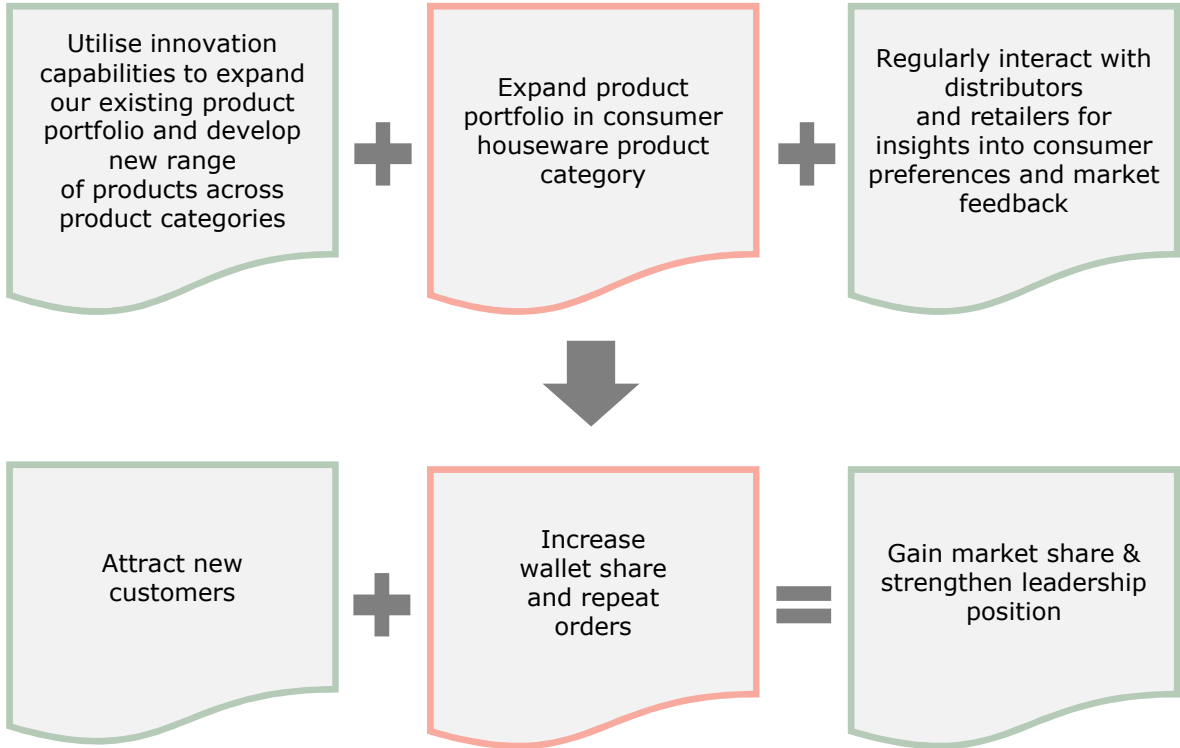 Utilise innovation
capabilities to expand
our existing product
portfolio and develop
new range
of products across
product categories
Expand product
portfolio in consumer
houseware product
category
Regularly interact with
distributors
and retailers for
insights into consumer
preferences and market
feedback
Attract new
customers
Increase
wallet share
and repeat
orders
Gain market share &
strengthen leadership
position